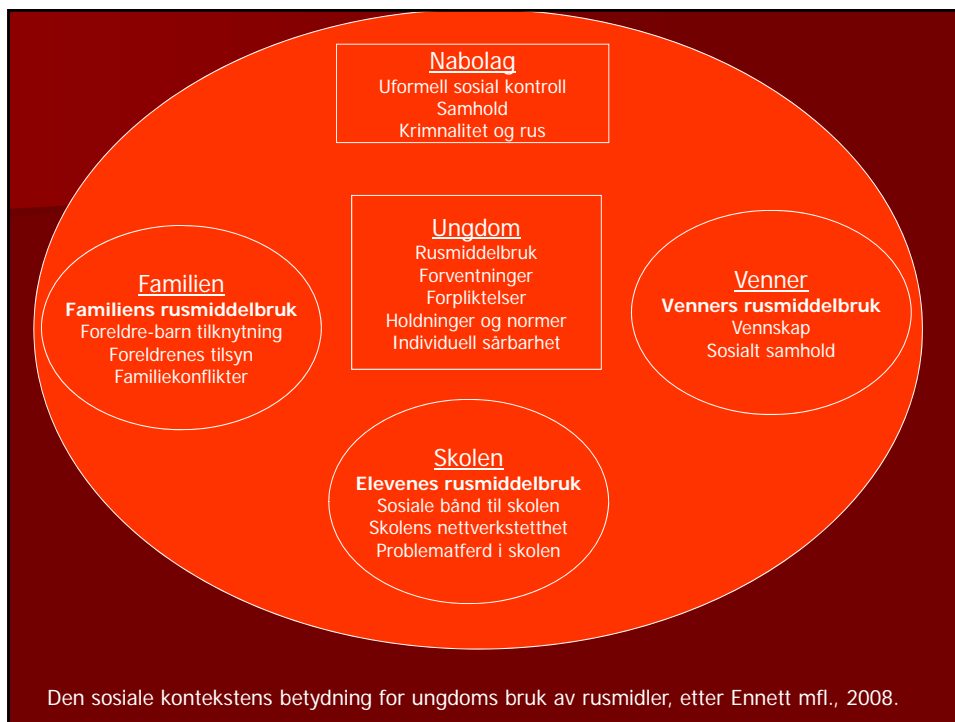 Nabolag
Uformell sosial kontroll
Samhold
Krimnalitet og rus
Ungdom
Rusmiddelbruk
Forventninger
Forpliktelser
Holdninger og normer
Individuell sårbarhet
Familien
Familiens rusmiddelbruk
Foreldre-barn tilknytning
Foreldrenes tilsyn
Familiekonflikter
Venner
Venners rusmiddelbruk
Vennskap
Sosialt samhold
Skolen
Elevenes rusmiddelbruk
Sosiale bånd til skolen
Skolens nettverkstetthet
Problematferd i skolen
Den sosiale kontekstens betydning for ungdoms bruk av rusmidler, etter Ennett mfl., 2008.